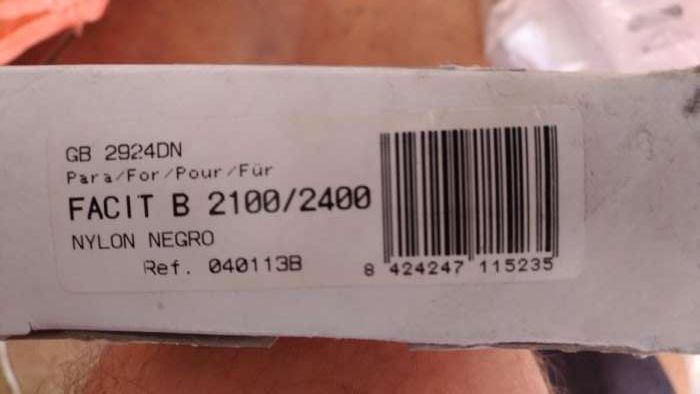 GB 2924DN
Para/For/Pour/Für
FACIT B 2100/2400
NYLON NEGRO
Ref. 040113B
8 424247 115235